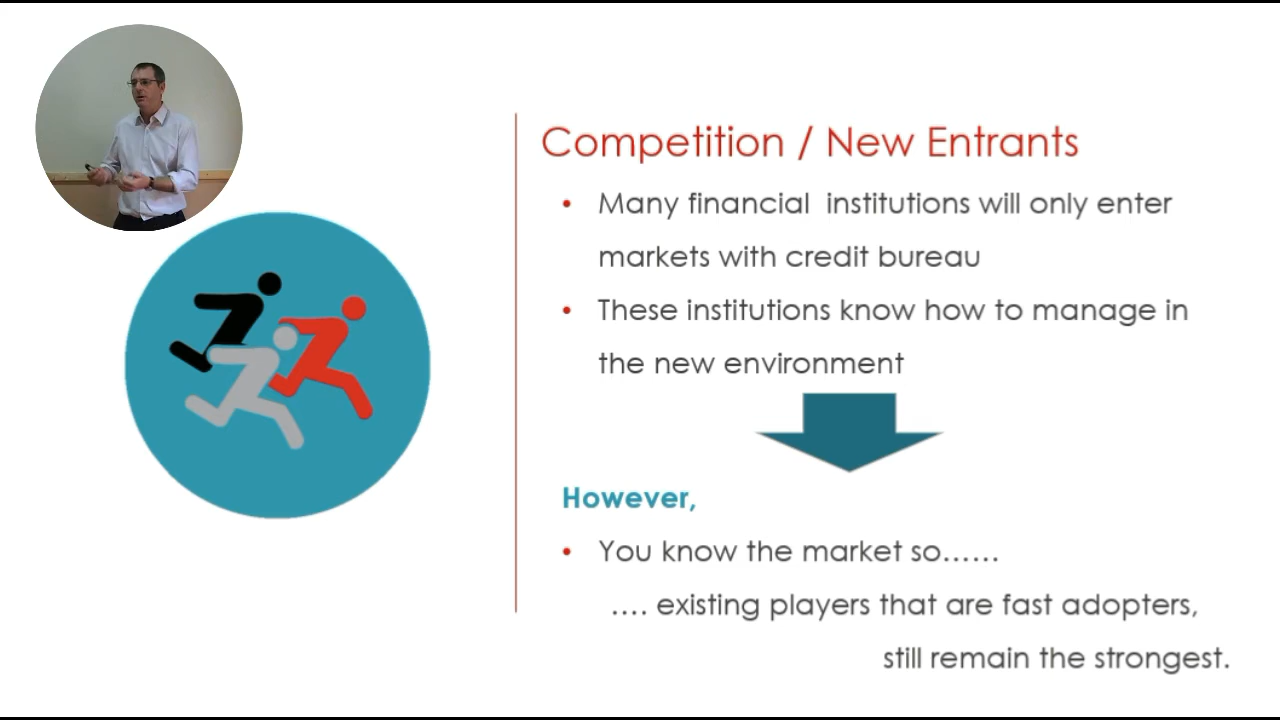 Competition / New Entrants
• Many financial institutions will only enter
markets with credit bureau
• These institutions know how to manage in
the new environment
However,
• You know the market so……
…. existing players that are fast adopters,
still remain the strongest.